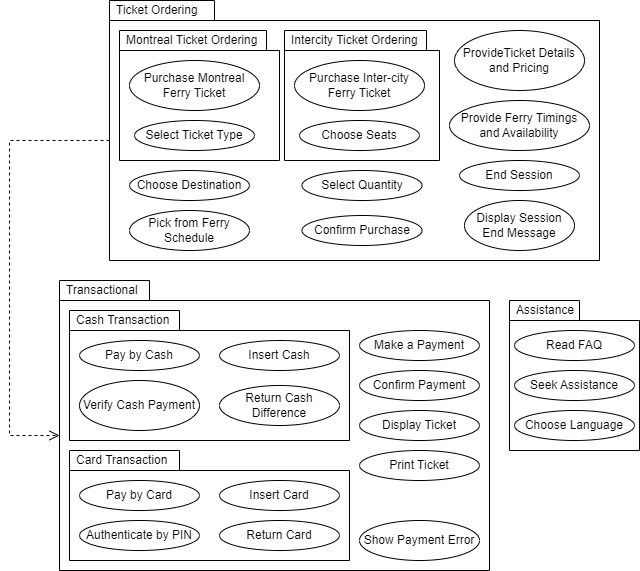 Ticket Ordering
Montreal Ticket Ordering
Purchase Montreal
Ferry Ticket
Select Ticket Type
Intercity Ticket Ordering
Purchase Inter-city
Ferry Ticket
Choose Seats
ProvideTicket Details
and Pricing
Provide Ferry Timings
and Availability
Choose Destination
Select Quantity
End Session
Pick from Ferry
Schedule
Confirm Purchase
Display Session
End Message
Transactional
Cash Transaction
Pay by Cash
Insert Cash
Verify Cash Payment
Return Cash
Difference
Make a Payment
Confirm Payment
Display Ticket
Print Ticket
Show Payment Error
Card Transaction
Pay by Card
Insert Card
Authenticate by PIN
Return Card
Assistance
Read FAQ
Seek Assistance
Choose Language